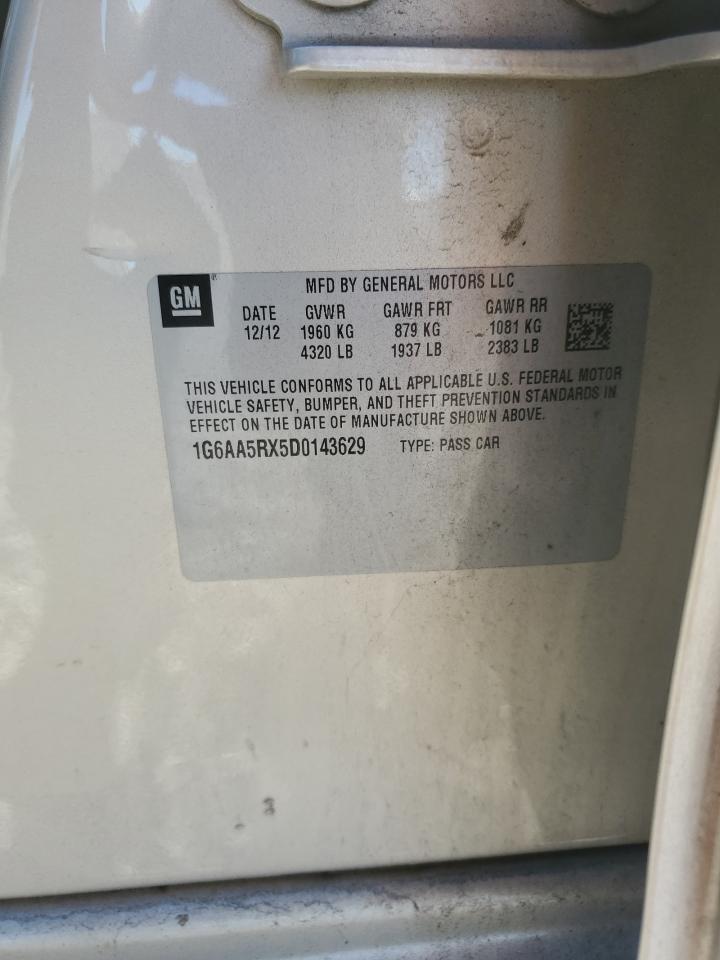 GM
MFD BY GENERAL MOTORS LLC
DATE GVWR GAWR FRT GAWR RR
12/12 1960 KG 879 KG 1081 KG
4320 LB 1937 LB 2383 LB
THIS VEHICLE CONFORMS TO ALL APPLICABLE U.S. FEDERAL MOTOR
VEHICLE SAFETY, BUMPER, AND THEFT PREVENTION STANDARDS IN
EFFECT ON THE DATE OF MANUFACTURE SHOWN ABOVE.
1G6AA5RX5D0143629 TYPE: PASS CAR